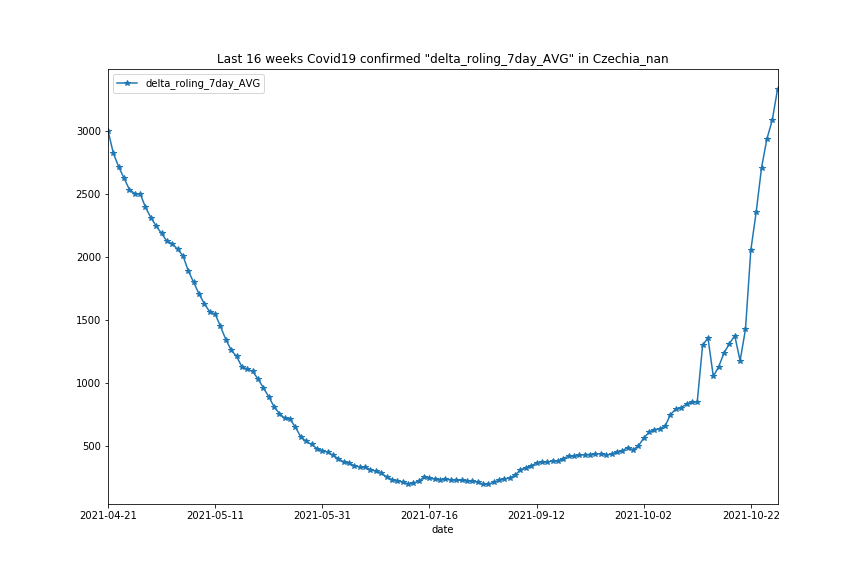 Last 16 weeks Covid19 confirmed "delta_roling_7day_AVG" in Czechia_nan
delta_roling_7day_AVG
3000
2500
2000
1500
1000
500
2021-04-21 2021-05-11 2021-05-31 2021-07-16 2021-09-12 2021-10-02 2021-10-22
date